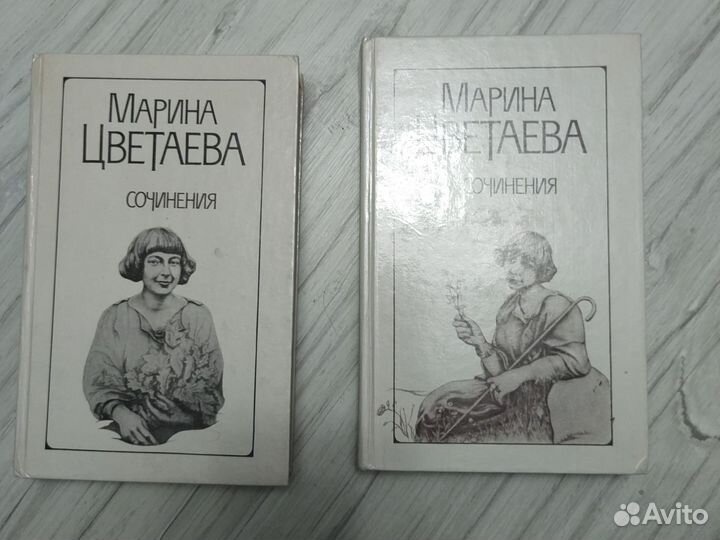 Марина
Цветаева
сочинения
Марина
Цветаева
сочинения
Avito